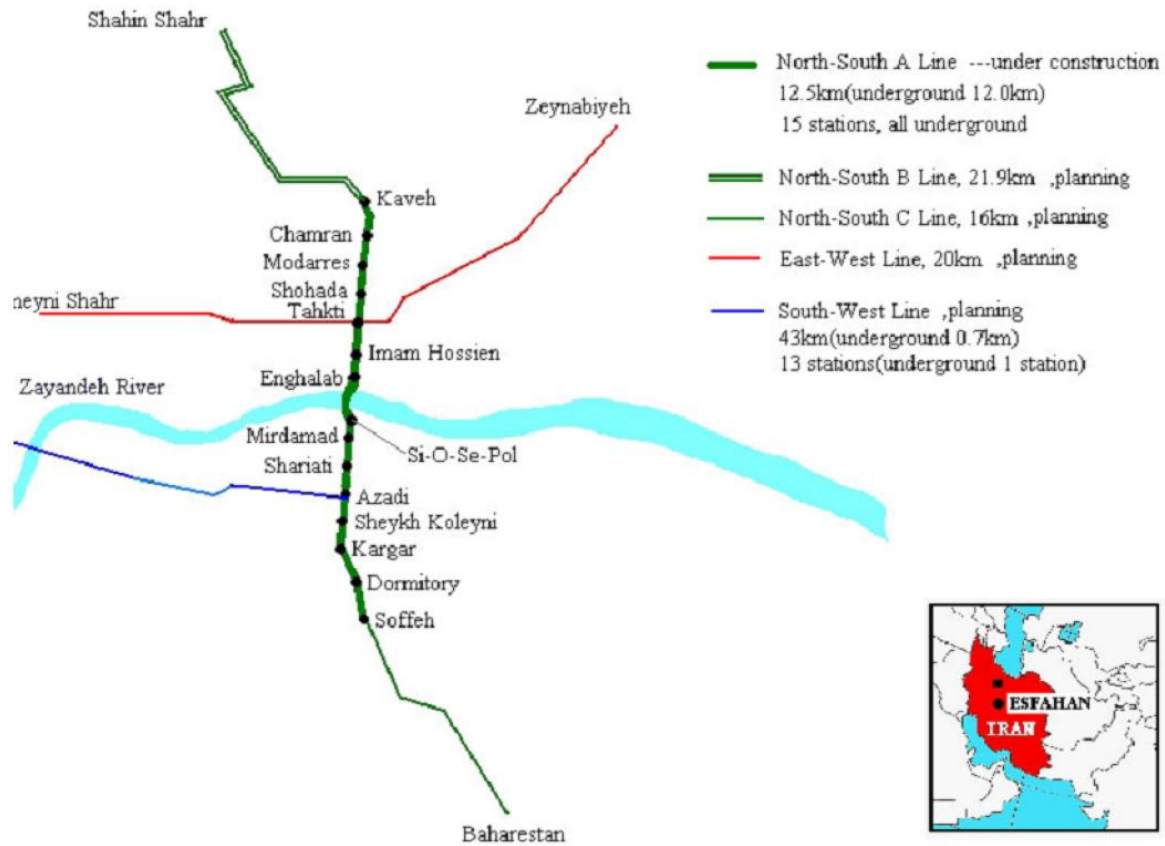 Shahin Shahr
Zeynabiyeh
Kaveh
Chamran
Modarres
Shohada
Tahkti
meyni Shahr
Imam Hossien
Enghalab
Zayandeh River
Mirdamad
Si-O-Se-Pol
Shariati
Azadi
Sheykh Koleyni
Kargar
Dormitory
Soffeh
Baharestan
North-South A Line ---under construction
12.5km(underground 12.0km)
15 stations, all underground
North-South B Line, 21.9km ,planning
North-South C Line, 16km ,planning
East-West Line, 20km ,planning
South-West Line ,planning
43km(underground 0.7km)
13 stations(underground 1 station)
ESFAHAN
IRAN